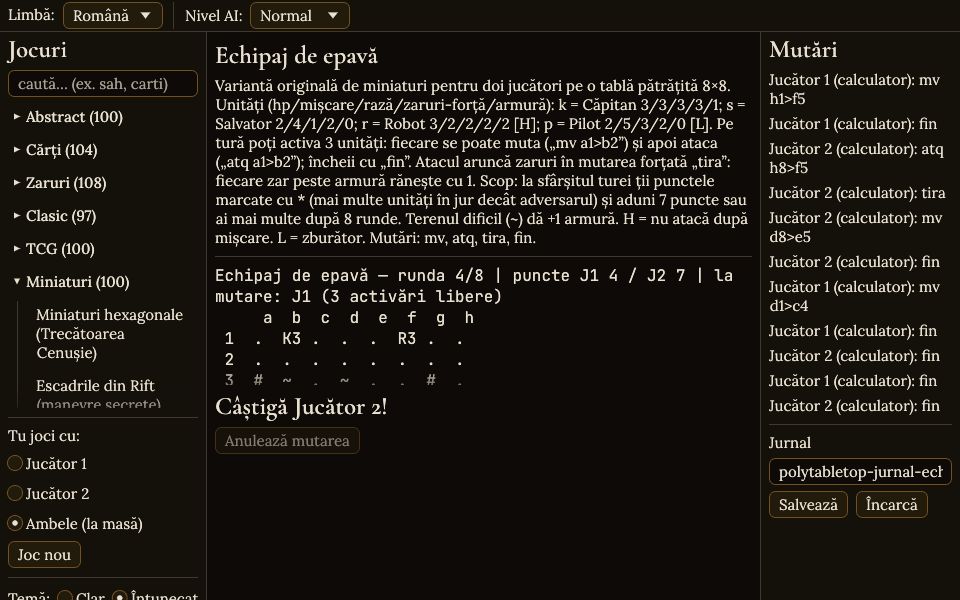 Limbă: Română ▼ Nivel AI: Normal ▼
Jocuri
caută... (ex. sah, carti)
▸ Abstract (100)
▸ Cărți (104)
▸ Zaruri (108)
▸ Clasic (97)
▸ TCG (100)
▾ Miniaturi (100)
Miniaturi hexagonale
(Trecătoarea
Cenușie)
Escadrile din Rift
(manevre secrete)
Tu joci cu:
Jucător 1
Jucător 2
Ambele (la masă)
Joc nou
Temă: Clar Întunecat
Echipaj de epavă
Variantă originală de miniaturi pentru doi jucători pe o tablă pătrățită 8×8.
Unități (hp/mișcare/rază/zaruri-forță/armură): k = Căpitan 3/3/3/3/1; s =
Salvator 2/4/1/2/0; r = Robot 3/2/2/2/2 [H]; p = Pilot 2/5/3/2/0 [L]. Pe
tură poți activa 3 unități: fiecare se poate muta („mv a1>b2”) și apoi ataca
(„atq a1>b2”); închei cu „fin”. Atacul aruncă zaruri în mutarea forțată „tira”:
fiecare zar peste armură rănește cu 1. Scop: la sfârșitul turei ții punctele
marcate cu * (mai multe unități în jur decât adversarul) și aduni 7 puncte sau
ai mai multe după 8 runde. Terenul dificil (~) dă +1 armură. H = nu atacă după
mișcare. L = zburător. Mutări: mv, atq, tira, fin.
Echipaj de epavă — runda 4/8 | puncte J1 4 / J2 7 | la
mutare: J1 (3 activări libere)
a b c d e f g h
1 . K3 . . . R3 . .
2 . . . . . . . .
3 # ~ . ~ . . # .
Câștigă Jucător 2!
Anulează mutarea
Mutări
Jucător 1 (calculator): mv
h1>f5
Jucător 1 (calculator): fin
Jucător 2 (calculator): atq
h8>f5
Jucător 2 (calculator): tira
Jucător 2 (calculator): mv
d8>e5
Jucător 2 (calculator): fin
Jucător 1 (calculator): mv
d1>c4
Jucător 1 (calculator): fin
Jucător 2 (calculator): fin
Jucător 1 (calculator): fin
Jucător 2 (calculator): fin
Jurnal
polytabletop-jurnal-ech
Salvează Încarcă